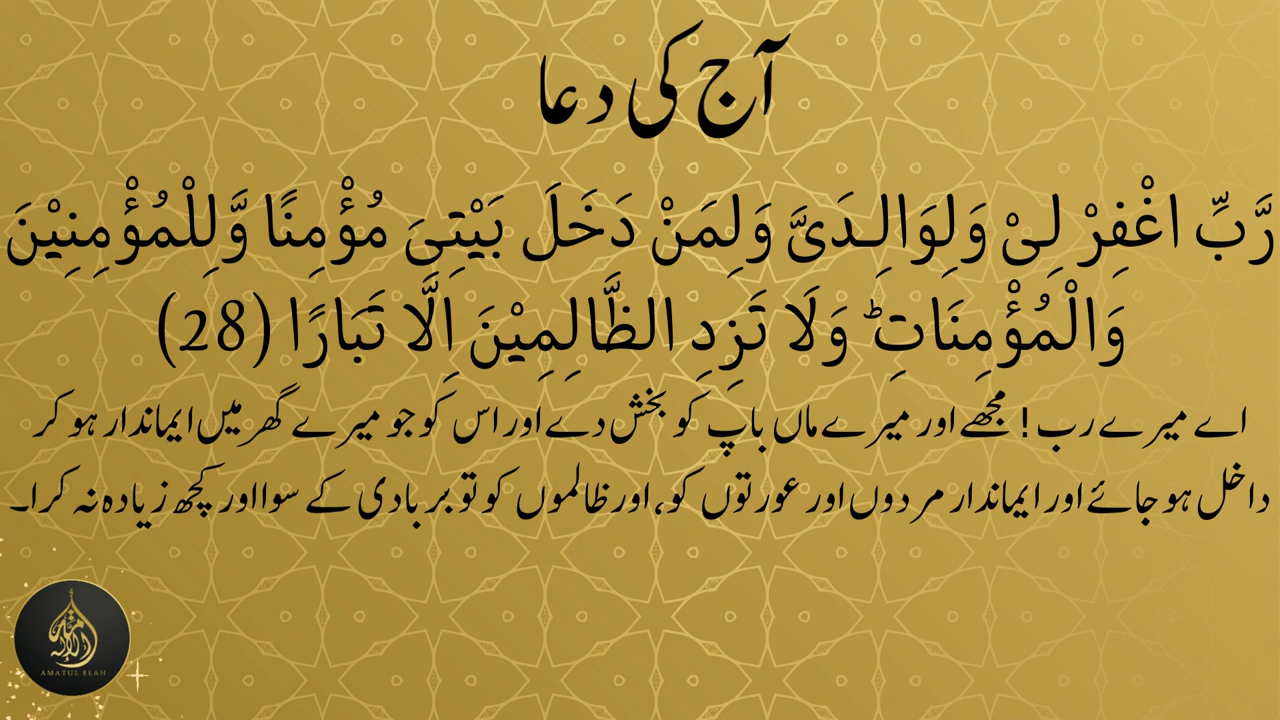 آج کی دعا
رَّبِّ اغْفِرْ لِىْ وَلِوَالِـدَىَّ وَلِمَنْ دَخَلَ بَيْتِىَ مُؤْمِنًا وَّلِلْمُؤْمِنِيْنَ
وَالْمُؤْمِنَاتِ ؕ وَلَا تَزِدِ الظَّالِمِيْنَ اِلَّا تَبَارًا (28)
اے میرے رب! مجھے اور میرے ماں باپ کو بخش دے اور اس کو جو میرے گھر میں ایماندار ہو کر
داخل ہو جائے اور ایماندار مردوں اور عورتوں کو، اور ظالموں کو تو بربادی کے سوا اور کچھ زیادہ نہ کرا۔
AMATUL ELAH